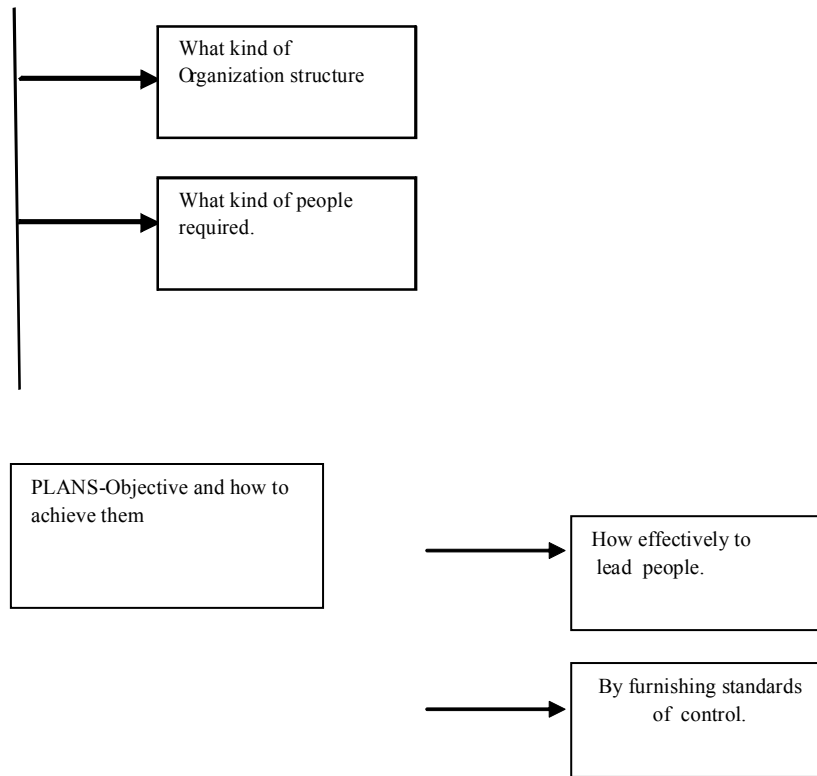 What kind of
Organization structure
What kind of people
required.
PLANS-Objective and how to
achieve them
How effectively to
lead people.
By furnishing standards
of control.